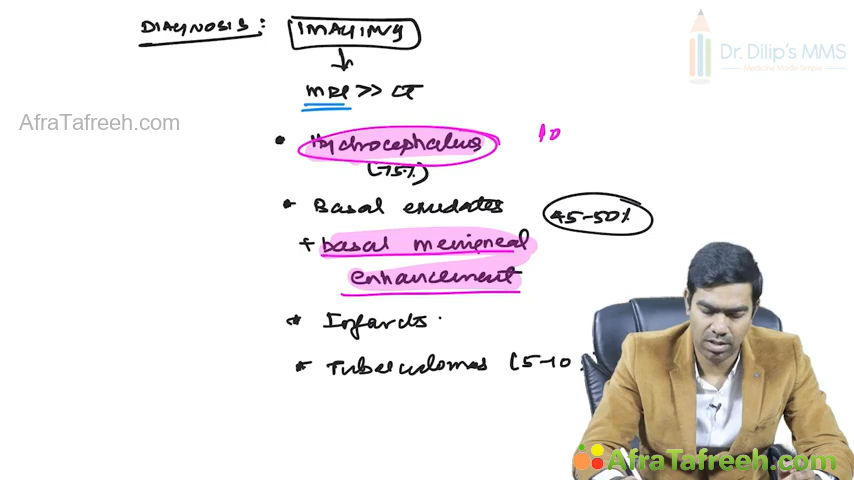 DIAGNOSIS: IMAGING
Dr. Dilip's MMS
Medicine Made Simple
MRI >> CT
AfraTafreeh.com
• Hydrocephalus 10
(75%)
* Basal exudates 45-50%
+ basal meningeal
enhancement
* Infarcts
* Tuberculomas (5-10
AfraTafreeh.com